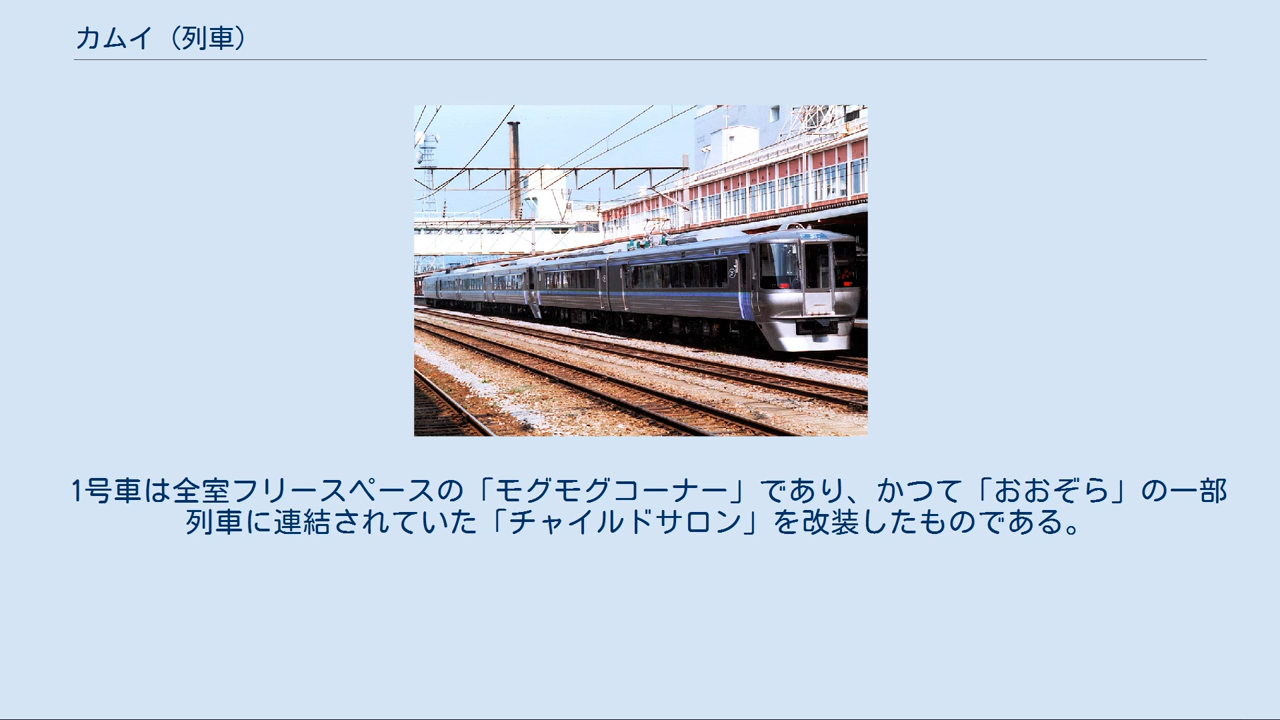 カムイ（列車）
1号車は全室フリースペースの「モグモグコーナー」であり、かつて「おおぞら」の一部
列車に連結されていた「チャイルドサロン」を改装したものである。